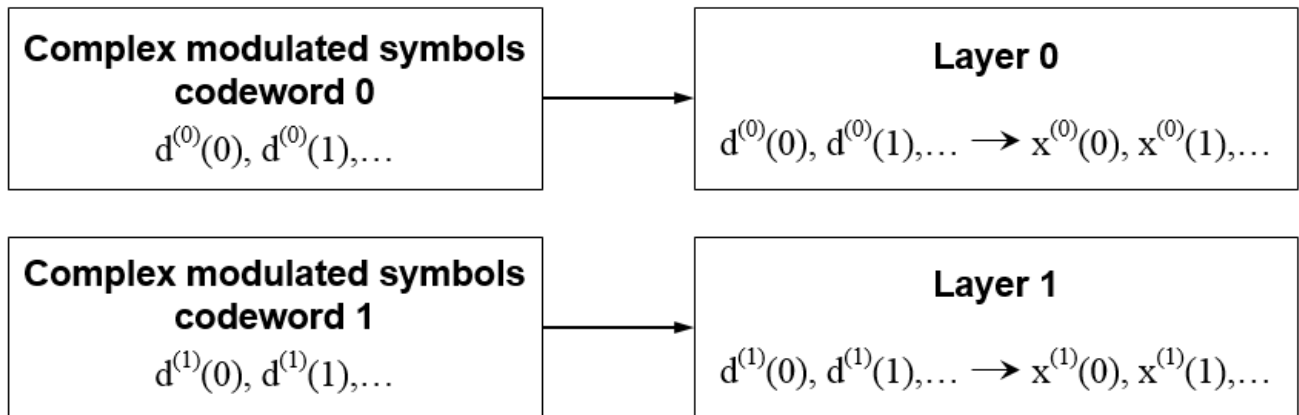 Complex modulated symbols
codeword 0
d⁽⁰⁾(0), d⁽⁰⁾(1),…
Layer 0
d⁽⁰⁾(0), d⁽⁰⁾(1),… → x⁽⁰⁾(0), x⁽⁰⁾(1),…
Complex modulated symbols
codeword 1
d⁽¹⁾(0), d⁽¹⁾(1),…
Layer 1
d⁽¹⁾(0), d⁽¹⁾(1),… → x⁽¹⁾(0), x⁽¹⁾(1),…